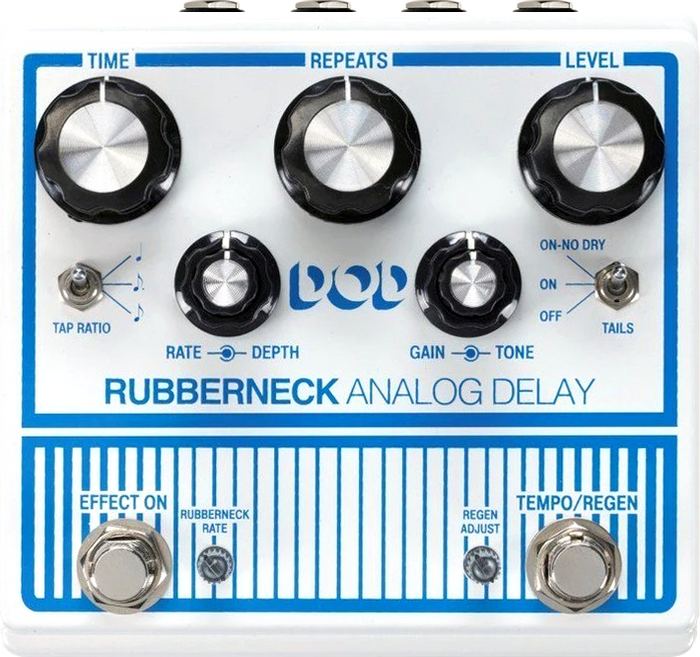 TIME
REPEATS
LEVEL
ON-NO DRY
ON
OFF
TAP RATIO
TAILS
DOD
RATE
DEPTH
GAIN
TONE
RUBBERNECK ANALOG DELAY
EFFECT ON
RUBBERNECK
RATE
REGEN
ADJUST
TEMPO/REGEN